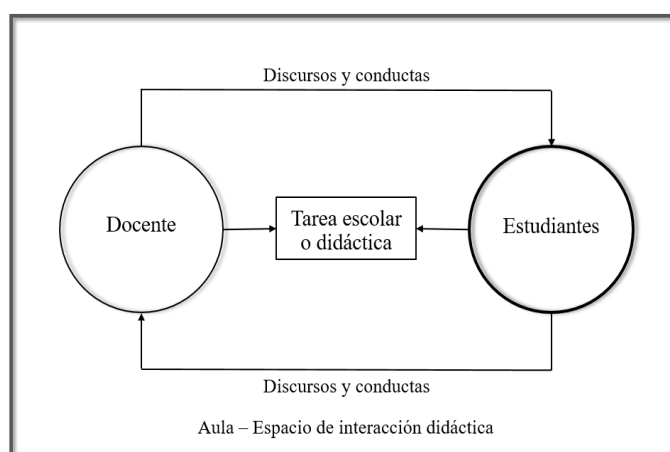 Discursos y conductas
Docente
Tarea escolar
o didáctica
Estudiantes
Discursos y conductas
Aula – Espacio de interacción didáctica